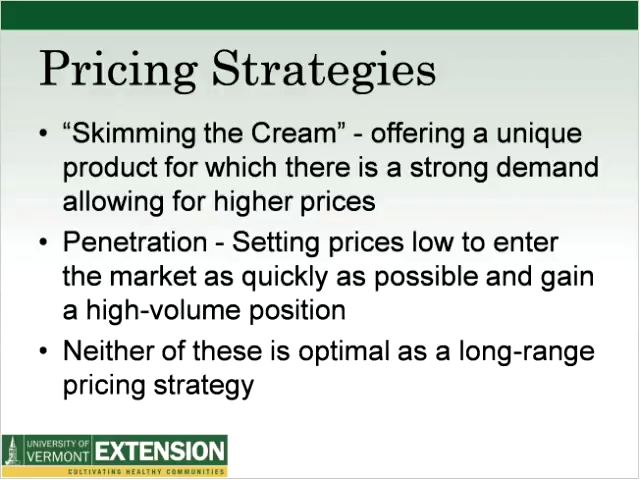 Pricing Strategies
• “Skimming the Cream” - offering a unique
product for which there is a strong demand
allowing for higher prices
• Penetration - Setting prices low to enter
the market as quickly as possible and gain
a high-volume position
• Neither of these is optimal as a long-range
pricing strategy
UNIVERSITY OF
VERMONT
EXTENSION
CULTIVATING HEALTHY COMMUNITIES